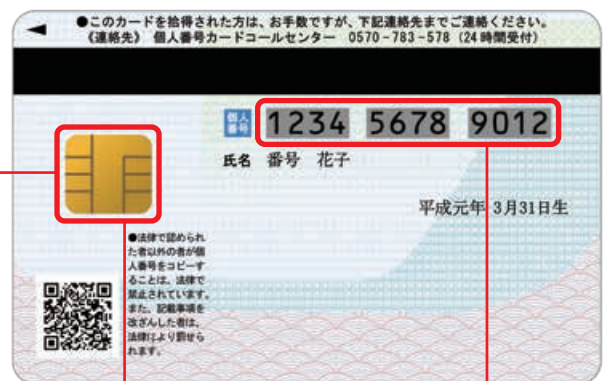 ●このカードを拾得された方は、お手数ですが、下記連絡先までご連絡ください。
《連絡先》 個人番号カードコールセンター 0570-783-578（24時間受付）
個人番号 1234 5678 9012
氏名 番号 花子
平成元年 3月31日生
●法律で認められ
た者以外の者が個
人番号をコピーす
ることは、法律で
禁止されています。
また、記載事項を
改ざんした者は、
法律により罰せら
れます。